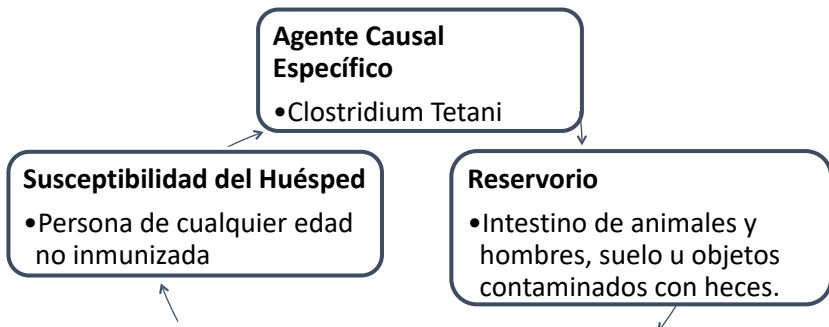 Agente Causal
Específico
•Clostridium Tetani
Susceptibilidad del Huésped
•Persona de cualquier edad
no inmunizada
Reservorio
•Intestino de animales y
hombres, suelo u objetos
contaminados con heces.